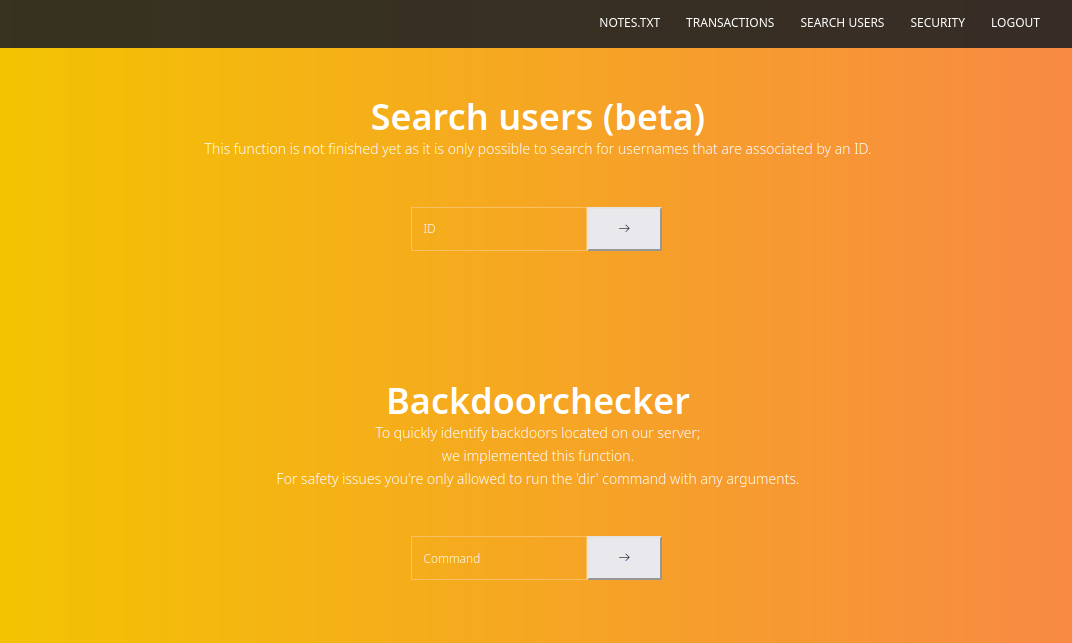 NOTES.TXT TRANSACTIONS SEARCH USERS SECURITY LOGOUT
Search users (beta)
This function is not finished yet as it is only possible to search for usernames that are associated by an ID.
ID →
Backdoorchecker
To quickly identify backdoors located on our server;
we implemented this function.
For safety issues you're only allowed to run the 'dir' command with any arguments.
Command →